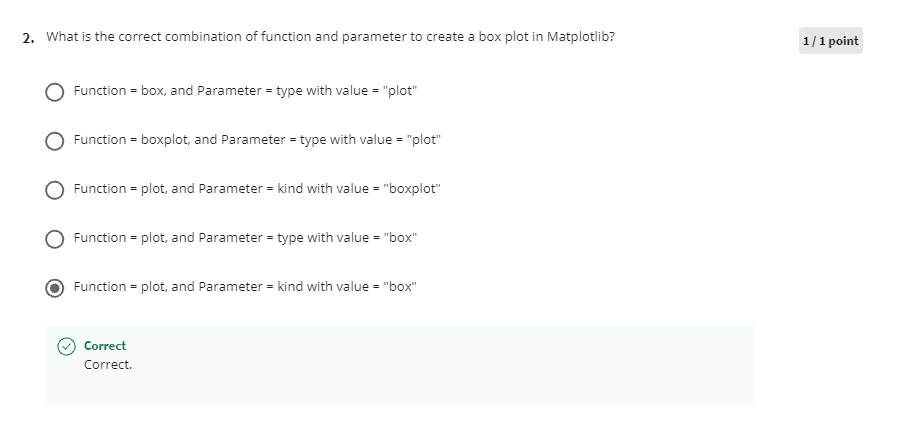 2. What is the correct combination of function and parameter to create a box plot in Matplotlib?
1 / 1 point
Function = box, and Parameter = type with value = "plot"
Function = boxplot, and Parameter = type with value = "plot"
Function = plot, and Parameter = kind with value = "boxplot"
Function = plot, and Parameter = type with value = "box"
Function = plot, and Parameter = kind with value = "box"
Correct
Correct.